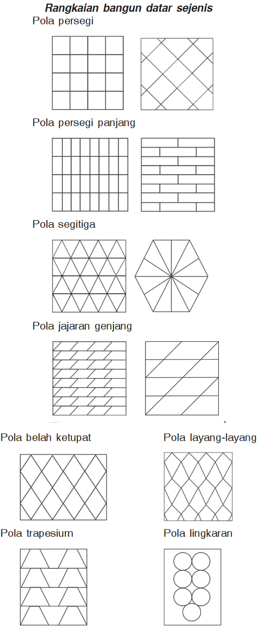 Rangkaian bangun datar sejenis
Pola persegi
Pola persegi panjang
Pola segitiga
Pola jajaran genjang
Pola belah ketupat
Pola layang-layang
Pola trapesium
Pola lingkaran